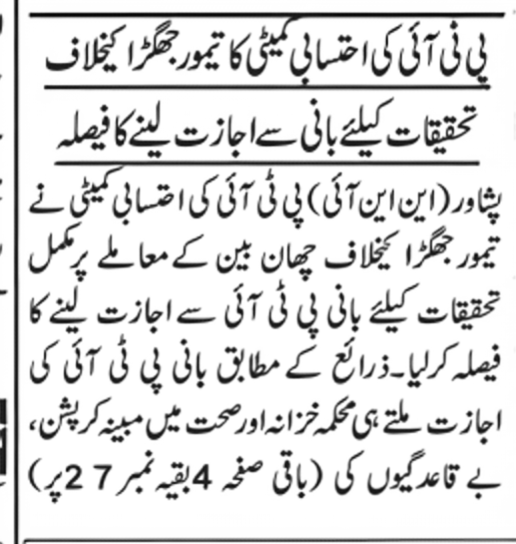 پی ٹی آئی کی احتسابی کمیٹی کا تیمور جھگڑا کیخلاف
تحقیقات کیلئے بانی سے اجازت لینے کا فیصلہ
پشاور (این این آئی) پی ٹی آئی کی احتسابی کمیٹی نے
تیمور جھگڑا کیخلاف چھان بین کے معاملے پر مکمل
تحقیقات کیلئے بانی پی ٹی آئی سے اجازت لینے کا
فیصلہ کرلیا۔ ذرائع کے مطابق بانی پی ٹی آئی کی
اجازت ملتے ہی محکمہ خزانہ اور صحت میں مبینہ کرپشن،
بے قاعدگیوں کی (باقی صفحہ 4 بقیہ نمبر 27 پر)